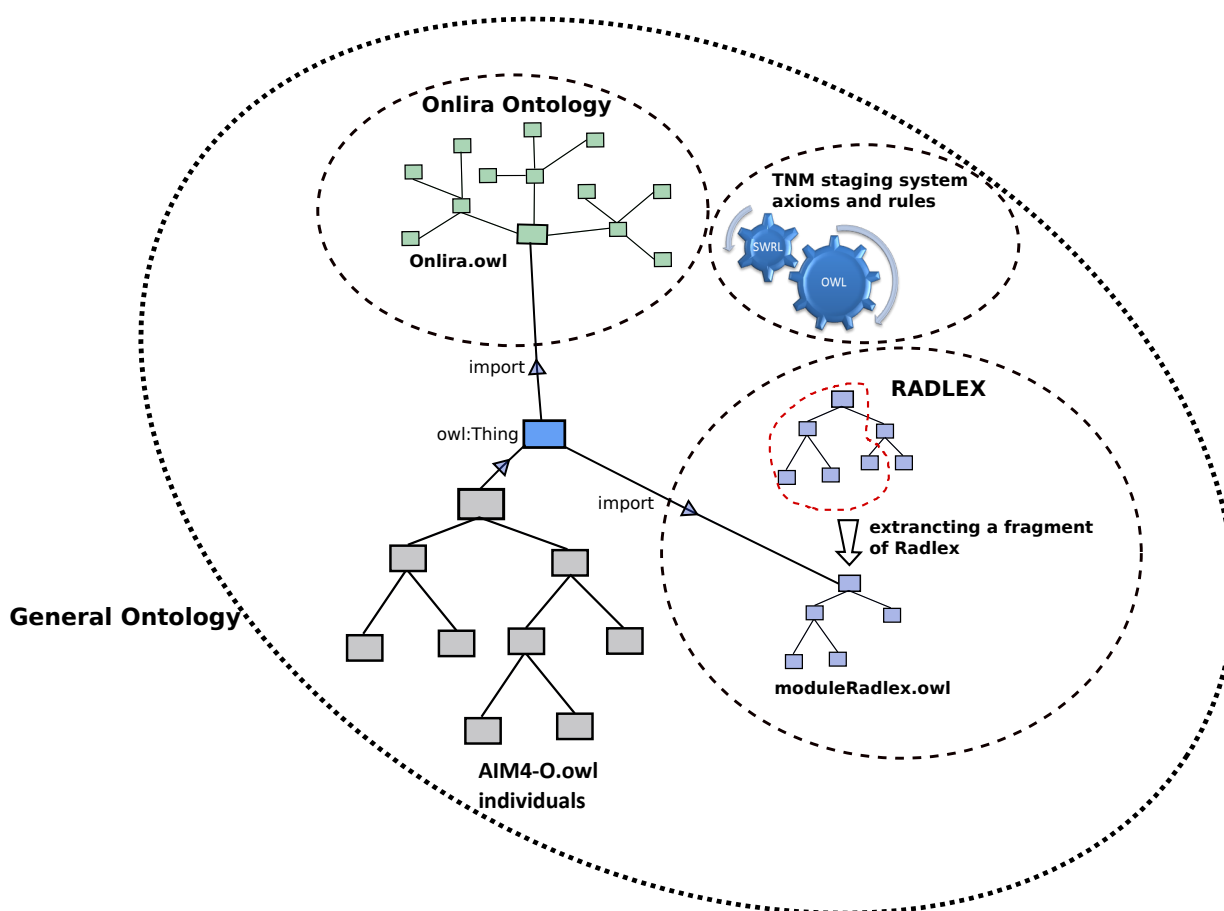 Onlira Ontology
Onlira.owl
TNM staging system
axioms and rules
SWRL
OWL
import
RADLEX
owl:Thing
import
extrancting a fragment
of Radlex
General Ontology
moduleRadlex.owl
AIM4-O.owl
individuals